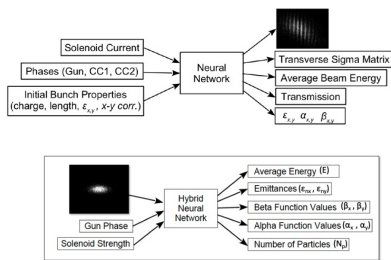 Solenoid Current
Phases (Gun, CC1, CC2)
Initial Bunch Properties
(charge, length, εx,y, x-y corr.)
Neural
Network
Transverse Sigma Matrix
Average Beam Energy
Transmission
εx,y αx,y βx,y
Gun Phase
Solenoid Strength
Hybrid
Neural
Network
Average Energy (E)
Emittances (εnx, εny)
Beta Function Values (βx, βy)
Alpha Function Values (αx, αy)
Number of Particles (Np)